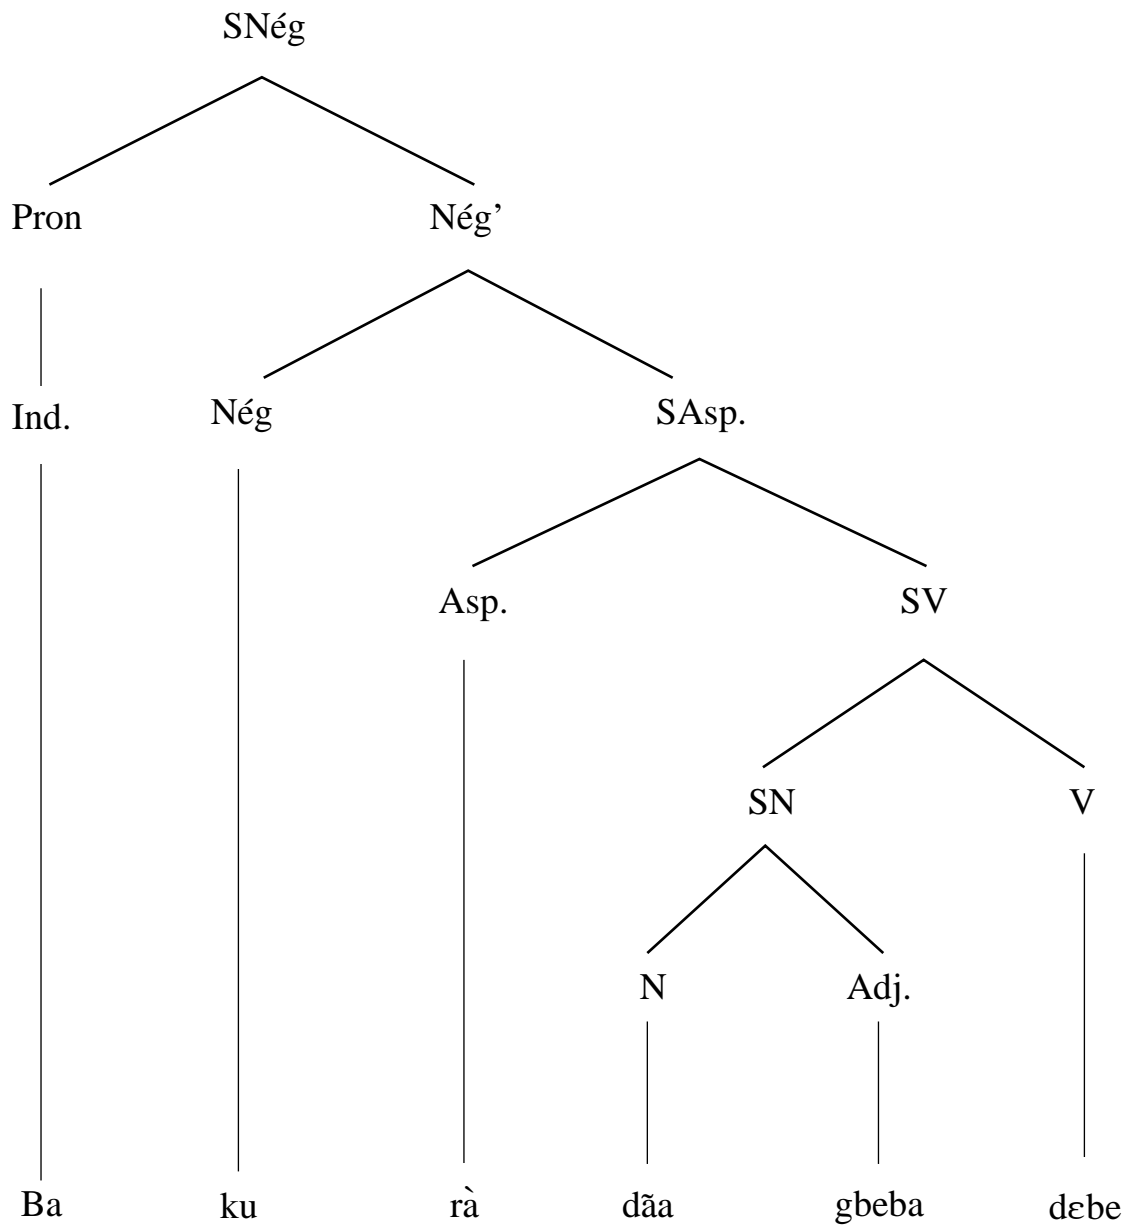 SNég
Pron Nég’
Ind. Nég SAsp.
Asp. SV
SN V
N Adj.
Ba ku rà dãa gbeba dɛbe